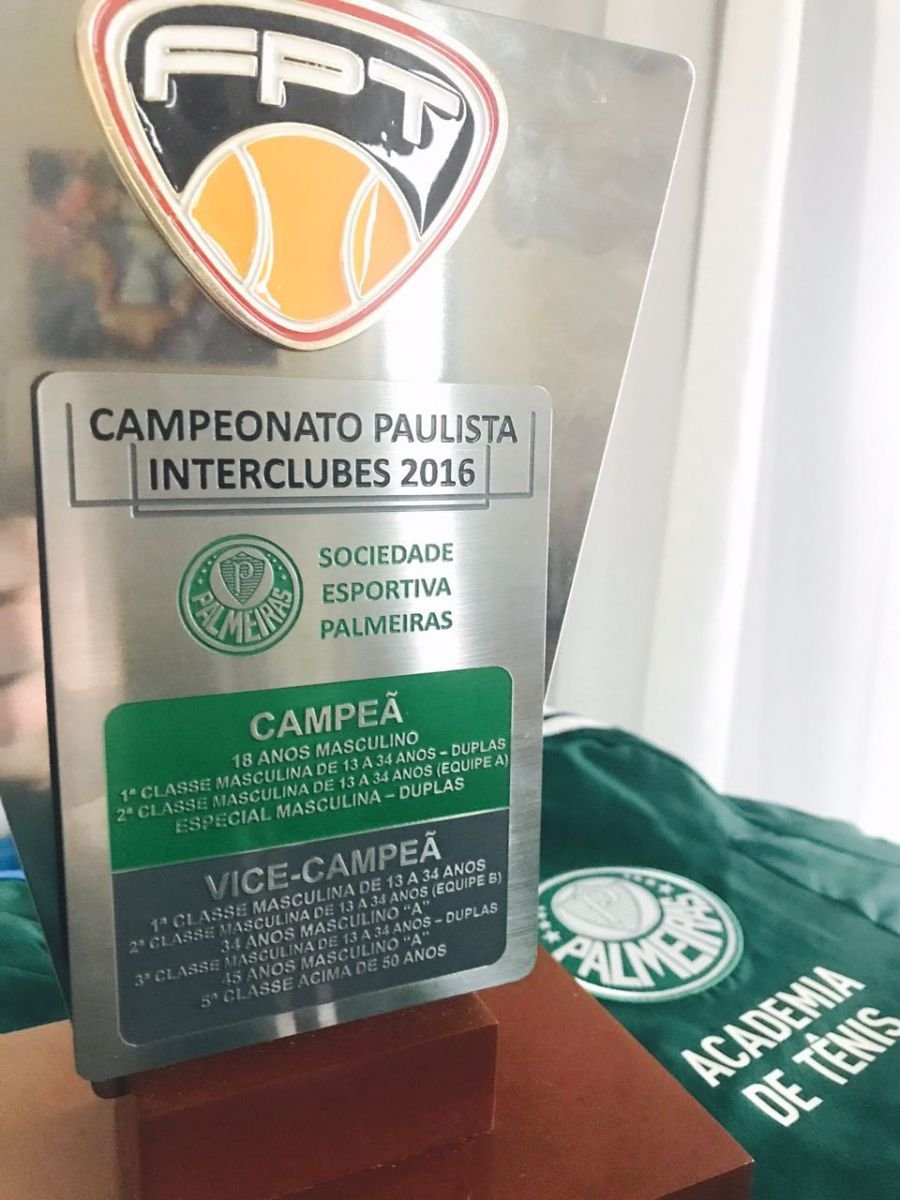 FPT
CAMPEONATO PAULISTA
INTERCLUBES 2016
PALMEIRAS
SOCIEDADE
ESPORTIVA
PALMEIRAS
CAMPEÃ
18 ANOS MASCULINO
1ª CLASSE MASCULINA DE 13 A 34 ANOS – DUPLAS
2ª CLASSE MASCULINA DE 13 A 34 ANOS (EQUIPE A)
ESPECIAL MASCULINA – DUPLAS
VICE-CAMPEÃ
1ª CLASSE MASCULINA DE 13 A 34 ANOS
2ª CLASSE MASCULINA DE 13 A 34 ANOS (EQUIPE B)
34 ANOS MASCULINO "A"
3ª CLASSE MASCULINA DE 13 A 34 ANOS – DUPLAS
45 ANOS MASCULINO "A"
5ª CLASSE ACIMA DE 50 ANOS
PALMEIRAS
ACADEMIA
DE TÊNIS